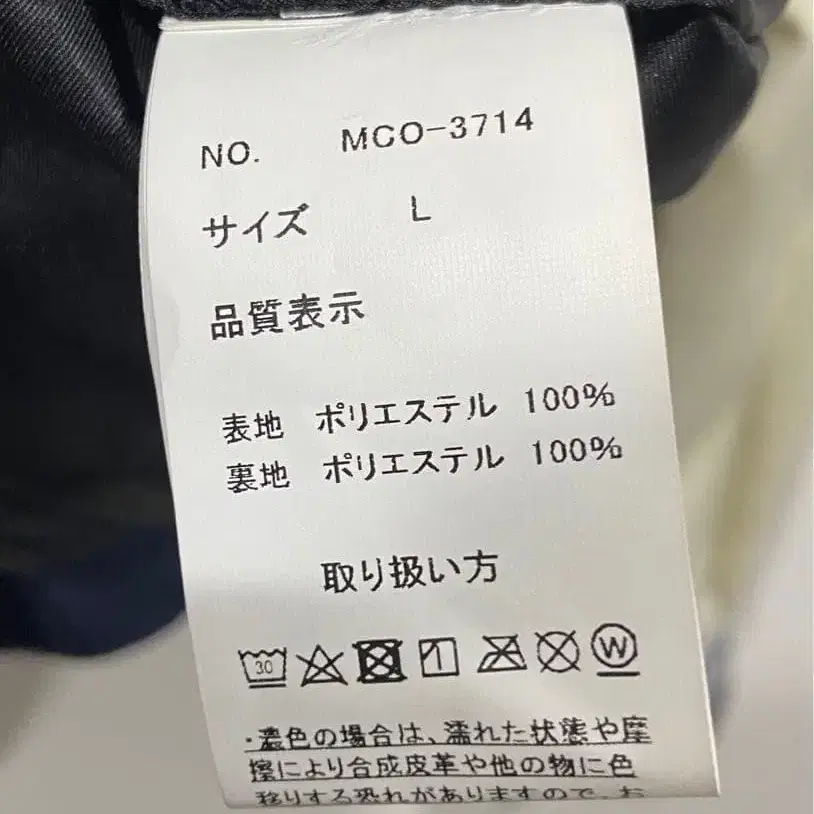 NO. MCO-3714
サイズ L
品質表示
表地 ポリエステル 100%
裏地 ポリエステル 100%
取り扱い方
30 W
・濃色の場合は、濡れた状態や摩
擦により合成皮革や他の物に色
移りする恐れがありますので、お